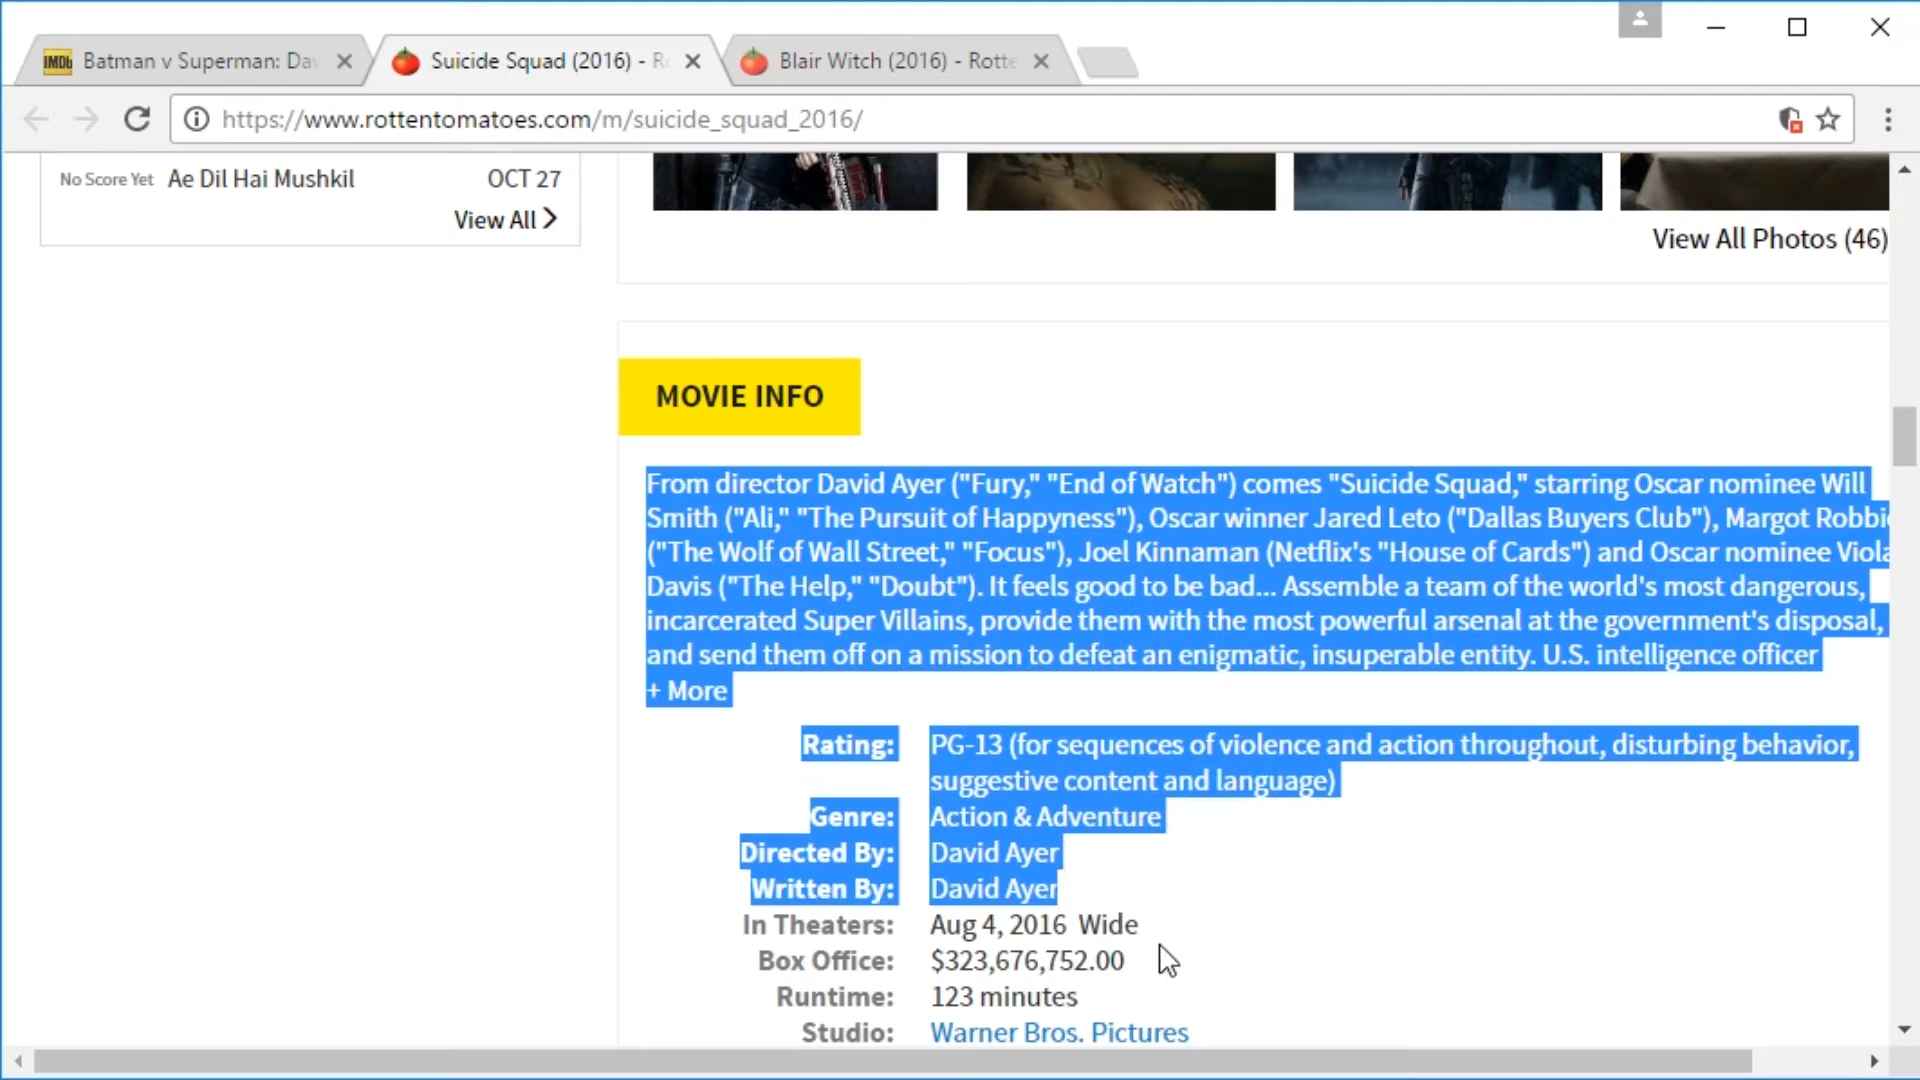 IMDb Batman v Superman: Da
Suicide Squad (2016) - R
Blair Witch (2016) - Rotte
https://www.rottentomatoes.com/m/suicide_squad_2016/
No Score Yet Ae Dil Hai Mushkil OCT 27
View All
View All Photos (46)
MOVIE INFO
From director David Ayer ("Fury," "End of Watch") comes "Suicide Squad," starring Oscar nominee Will
Smith ("Ali," "The Pursuit of Happyness"), Oscar winner Jared Leto ("Dallas Buyers Club"), Margot Robbie
("The Wolf of Wall Street," "Focus"), Joel Kinnaman (Netflix's "House of Cards") and Oscar nominee Viola
Davis ("The Help," "Doubt"). It feels good to be bad... Assemble a team of the world's most dangerous,
incarcerated Super Villains, provide them with the most powerful arsenal at the government's disposal,
and send them off on a mission to defeat an enigmatic, insuperable entity. U.S. intelligence officer
+ More
Rating: PG-13 (for sequences of violence and action throughout, disturbing behavior,
suggestive content and language)
Genre: Action & Adventure
Directed By: David Ayer
Written By: David Ayer
In Theaters: Aug 4, 2016 Wide
Box Office: $323,676,752.00
Runtime: 123 minutes
Studio: Warner Bros. Pictures